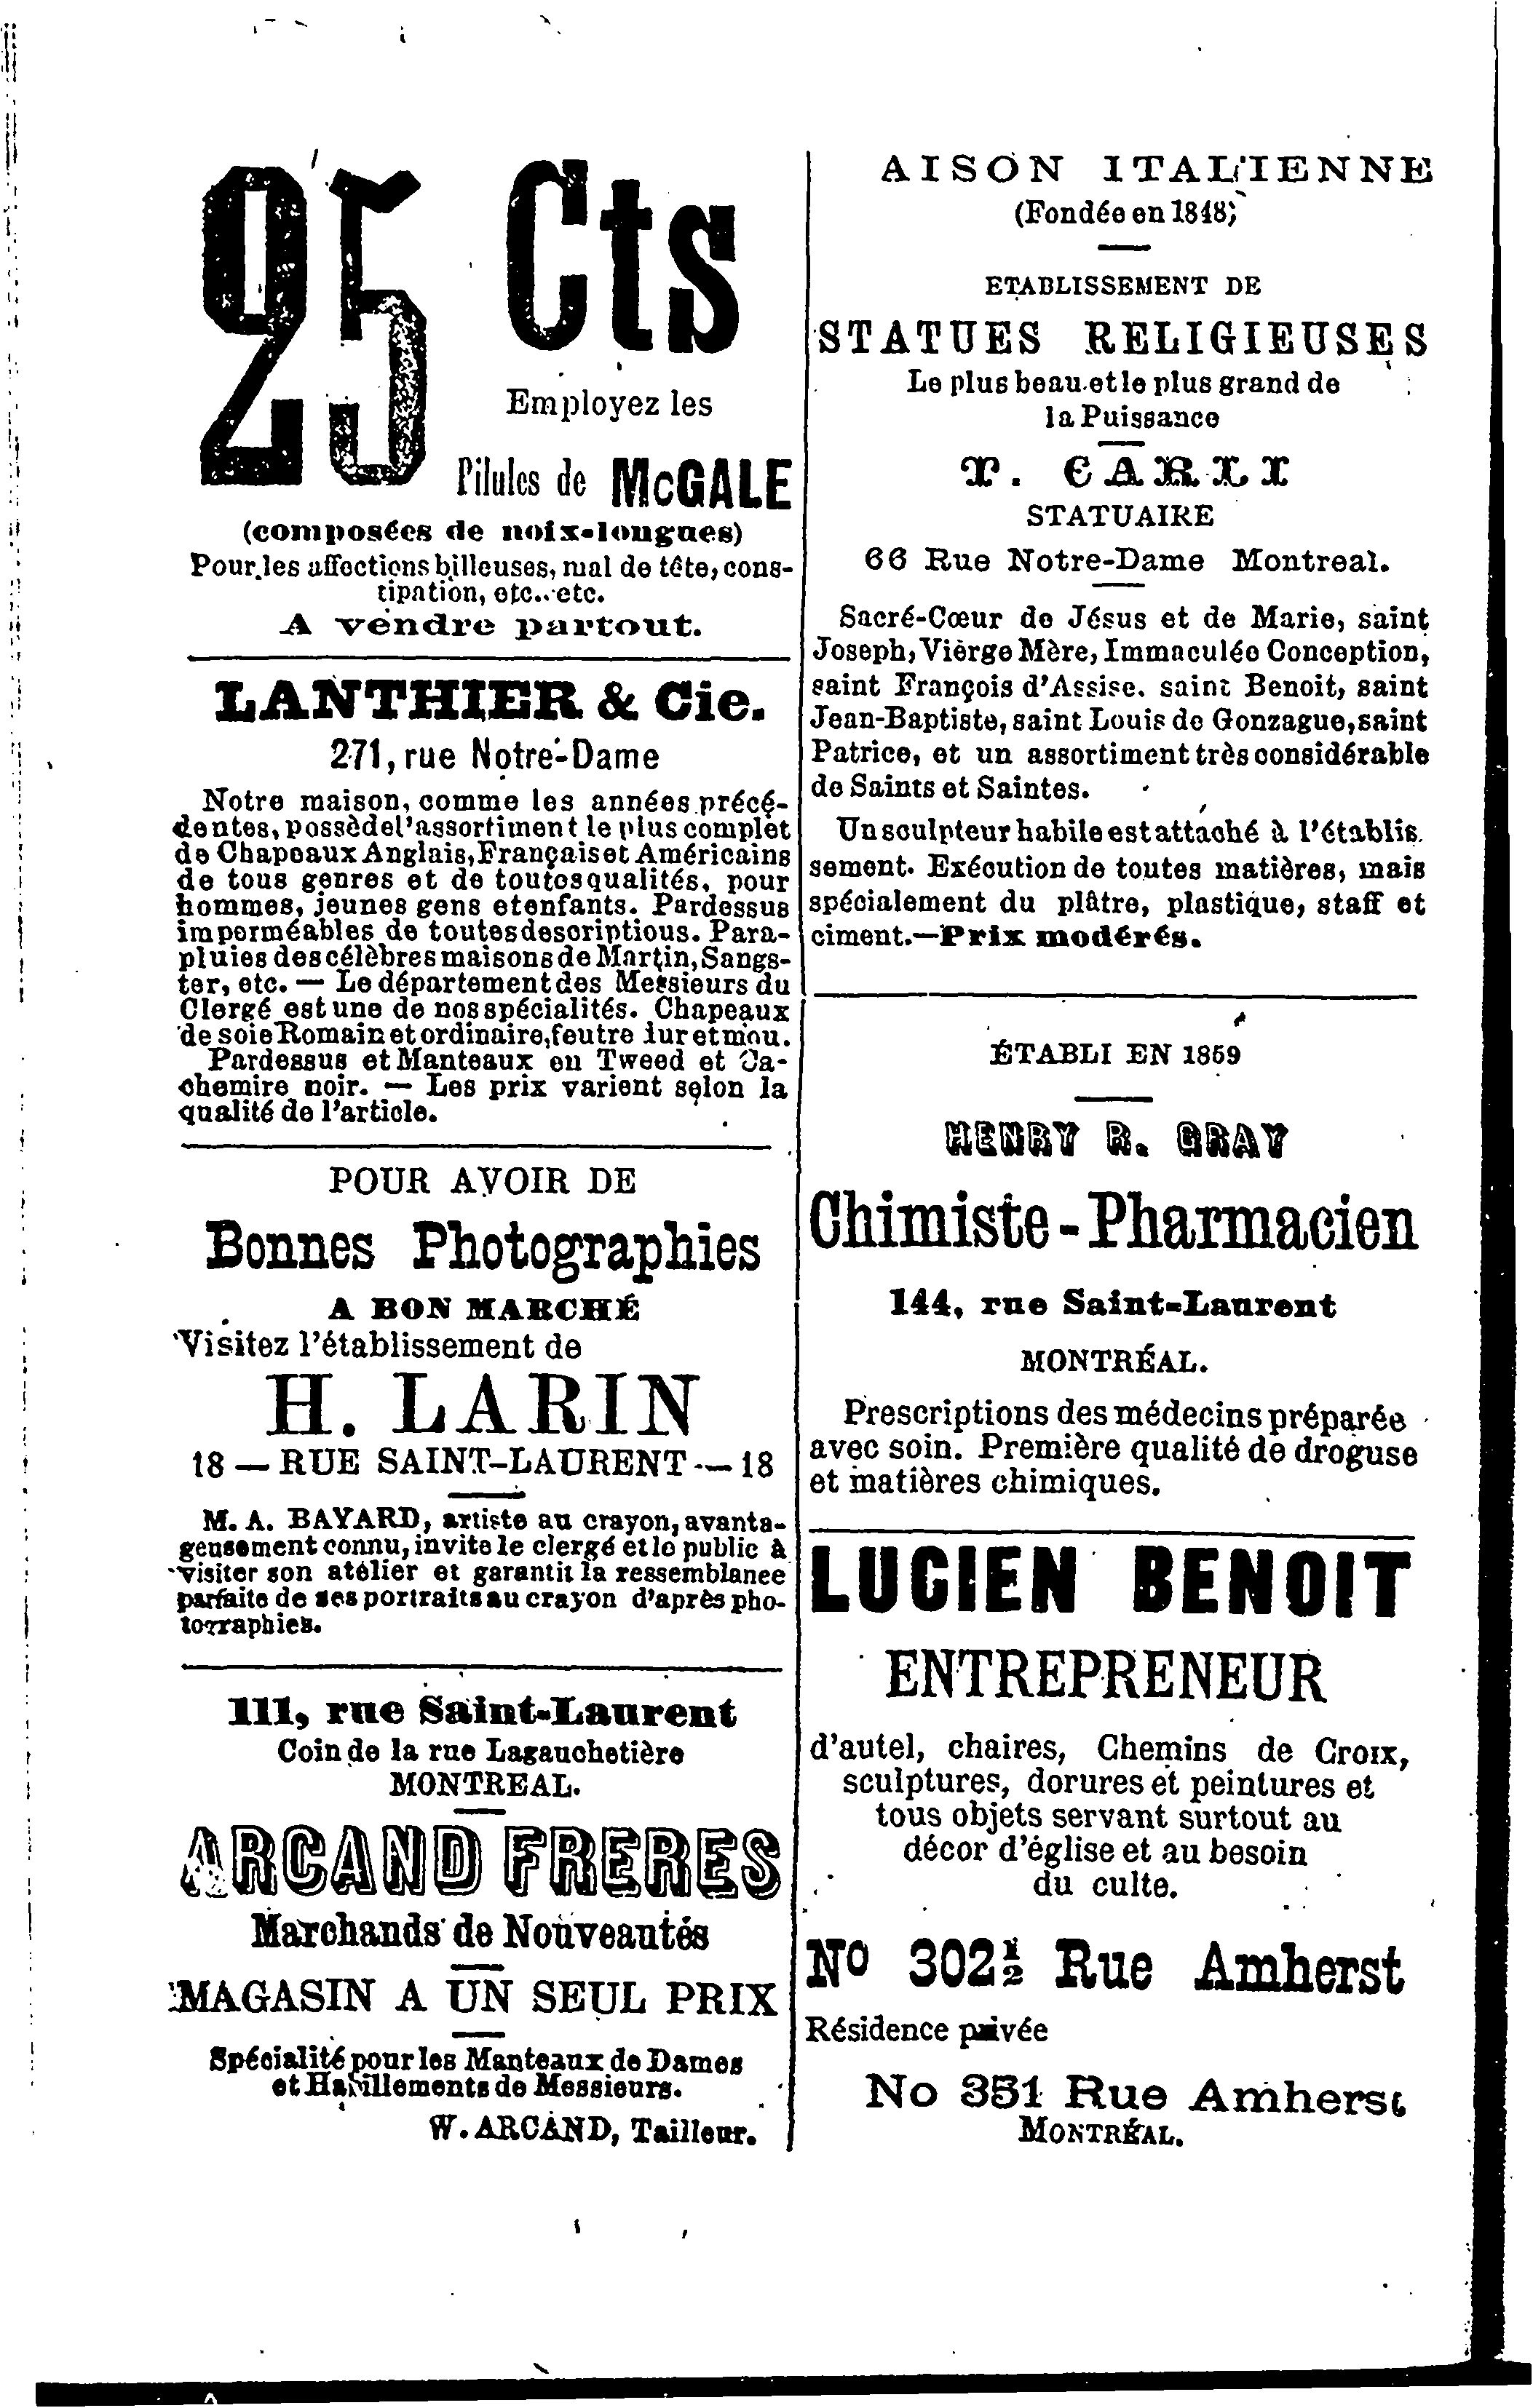 25 Cts
Employez les
Pilules de McGALE
(composées de noix-longues)
Pour les affections billeuses, mal de tête, cons-
tipation, etc., etc.
A vendre partout.
LANTHIER & Cie.
271, rue Notre-Dame
Notre maison, comme les années précé-
dentes, possède l'assortiment le plus complet
de Chapeaux Anglais, Français et Américains
de tous genres et de toutes qualités, pour
hommes, jeunes gens et enfants. Pardessus
imperméables de toutes descriptious. Para-
pluies des célèbres maisons de Martin, Sangs-
ter, etc. — Le département des Messieurs du
Clergé est une de nos spécialités. Chapeaux
de soie Romain et ordinaire, feutre dur et mou.
Pardessus et Manteaux en Tweed et Ca-
chemire noir. — Les prix varient selon la
qualité de l'article.
POUR AVOIR DE
Bonnes Photographies
A BON MARCHÉ
Visitez l'établissement de
H. LARIN
18 — RUE SAINT-LAURENT — 18
M. A. BAYARD, artiste au crayon, avanta-
geusement connu, invite le clergé et le public à
visiter son atélier et garantit la ressemblance
parfaite de ses portraits au crayon d'après pho-
tographies.
111, rue Saint-Laurent
Coin de la rue Lagauchetière
MONTREAL.
ARCAND FRERES
Marchands de Nouveautés
MAGASIN A UN SEUL PRIX
Spécialité pour les Manteaux de Dames
et Habillements de Messieurs.
W. ARCAND, Tailleur.
AISON ITALIENNE
(Fondée en 1848)
ETABLISSEMENT DE
STATUES RELIGIEUSES
Le plus beau et le plus grand de
la Puissance
T. CARLI
STATUAIRE
66 Rue Notre-Dame Montreal.
Sacré-Cœur de Jésus et de Marie, saint
Joseph, Vièrge Mère, Immaculée Conception,
saint François d'Assise, saint Benoit, saint
Jean-Baptiste, saint Louis de Gonzague, saint
Patrice, et un assortiment très considérable
de Saints et Saintes.
Un sculpteur habile est attaché à l'établis.
sement. Exécution de toutes matières, mais
spécialement du plâtre, plastique, staff et
ciment.—Prix modérés.
ÉTABLI EN 1859
HENRY R. GRAY
Chimiste-Pharmacien
144, rue Saint-Laurent
MONTRÉAL.
Prescriptions des médecins préparée
avec soin. Première qualité de droguse
et matières chimiques.
LUCIEN BENOIT
ENTREPRENEUR
d'autel, chaires, Chemins de Croix,
sculptures, dorures et peintures et
tous objets servant surtout au
décor d'église et au besoin
du culte.
No 302½ Rue Amherst
Résidence privée
No 351 Rue Amherst
MONTRÉAL.